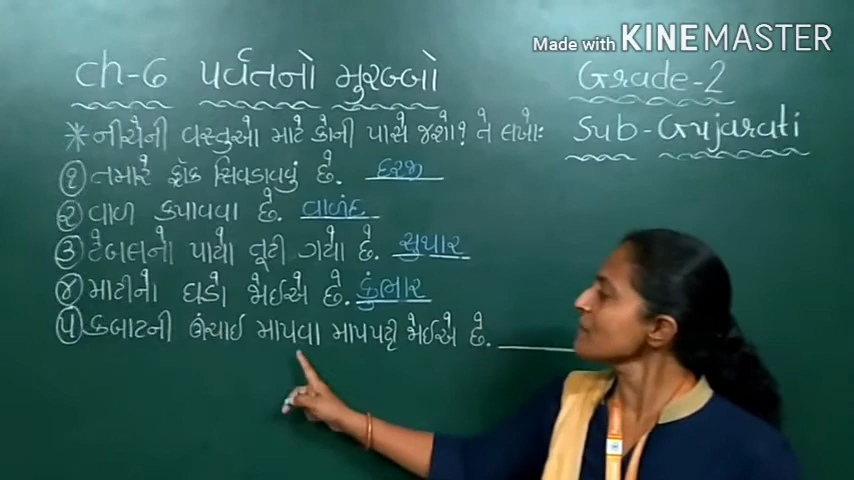 Made with KINEMASTER
ch-6 પર્વતનો મુરબ્બો
Grade-2
Sub-Gujarati
* નીચેની વસ્તુઓ માટે કોની પાસે જશો? તે લખો:
૧ તમારે ફ્રૉક સિવડાવવું છે. દરજી
૨ વાળ કપાવવા છે. વાળંદ
૩ ટેબલનો પાયો તૂટી ગયો છે. સુથાર
૪ માટીનો ઘડો જોઈએ છે. કુંભાર
૫ કબાટની ઊંચાઈ માપવા માપપટ્ટી જોઈએ છે.